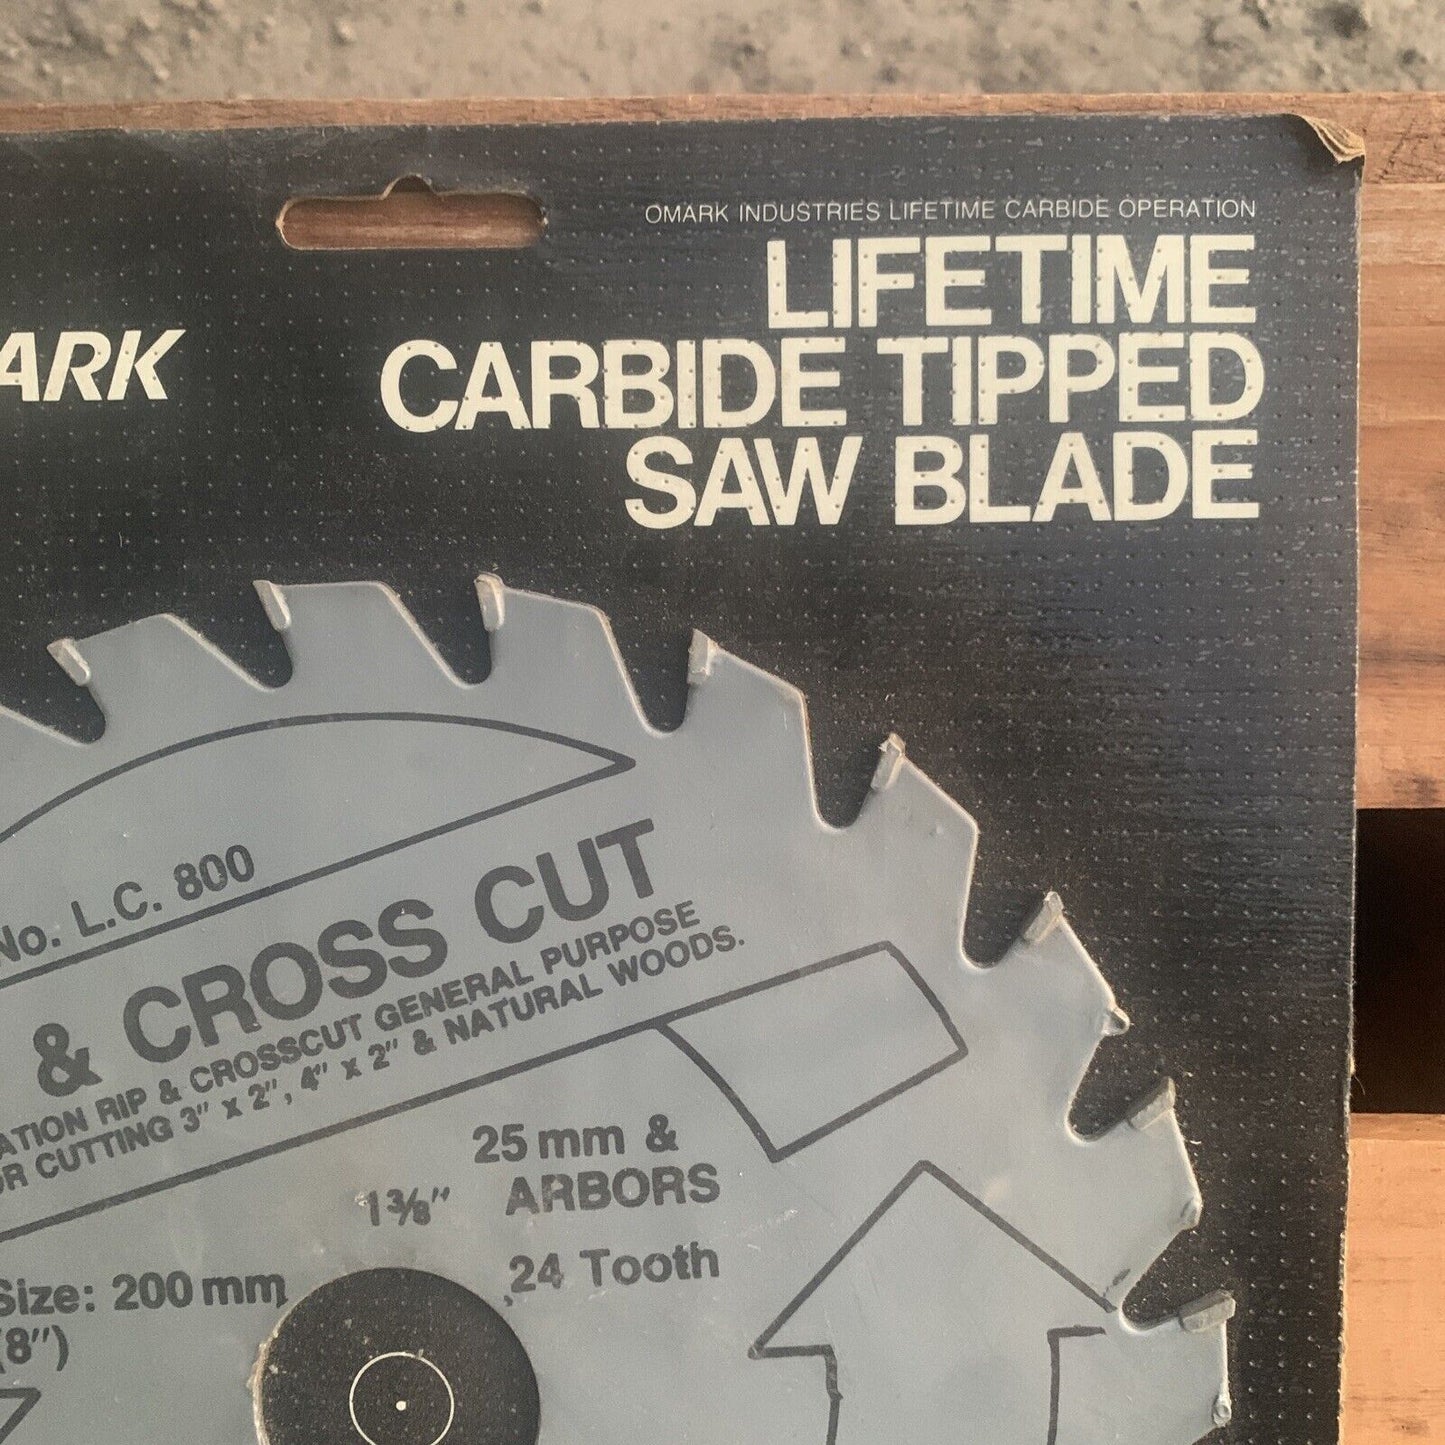 OMARK INDUSTRIES LIFETIME CARBIDE OPERATION
LIFETIME
CARBIDE TIPPED
SAW BLADE
ARK
No. L.C. 800
& CROSS CUT
ATION RIP & CROSSCUT GENERAL PURPOSE
OR CUTTING 3" x 2", 4" x 2" & NATURAL WOODS.
25 mm &
1 3/8" ARBORS
24 Tooth
Size: 200 mm
(8")